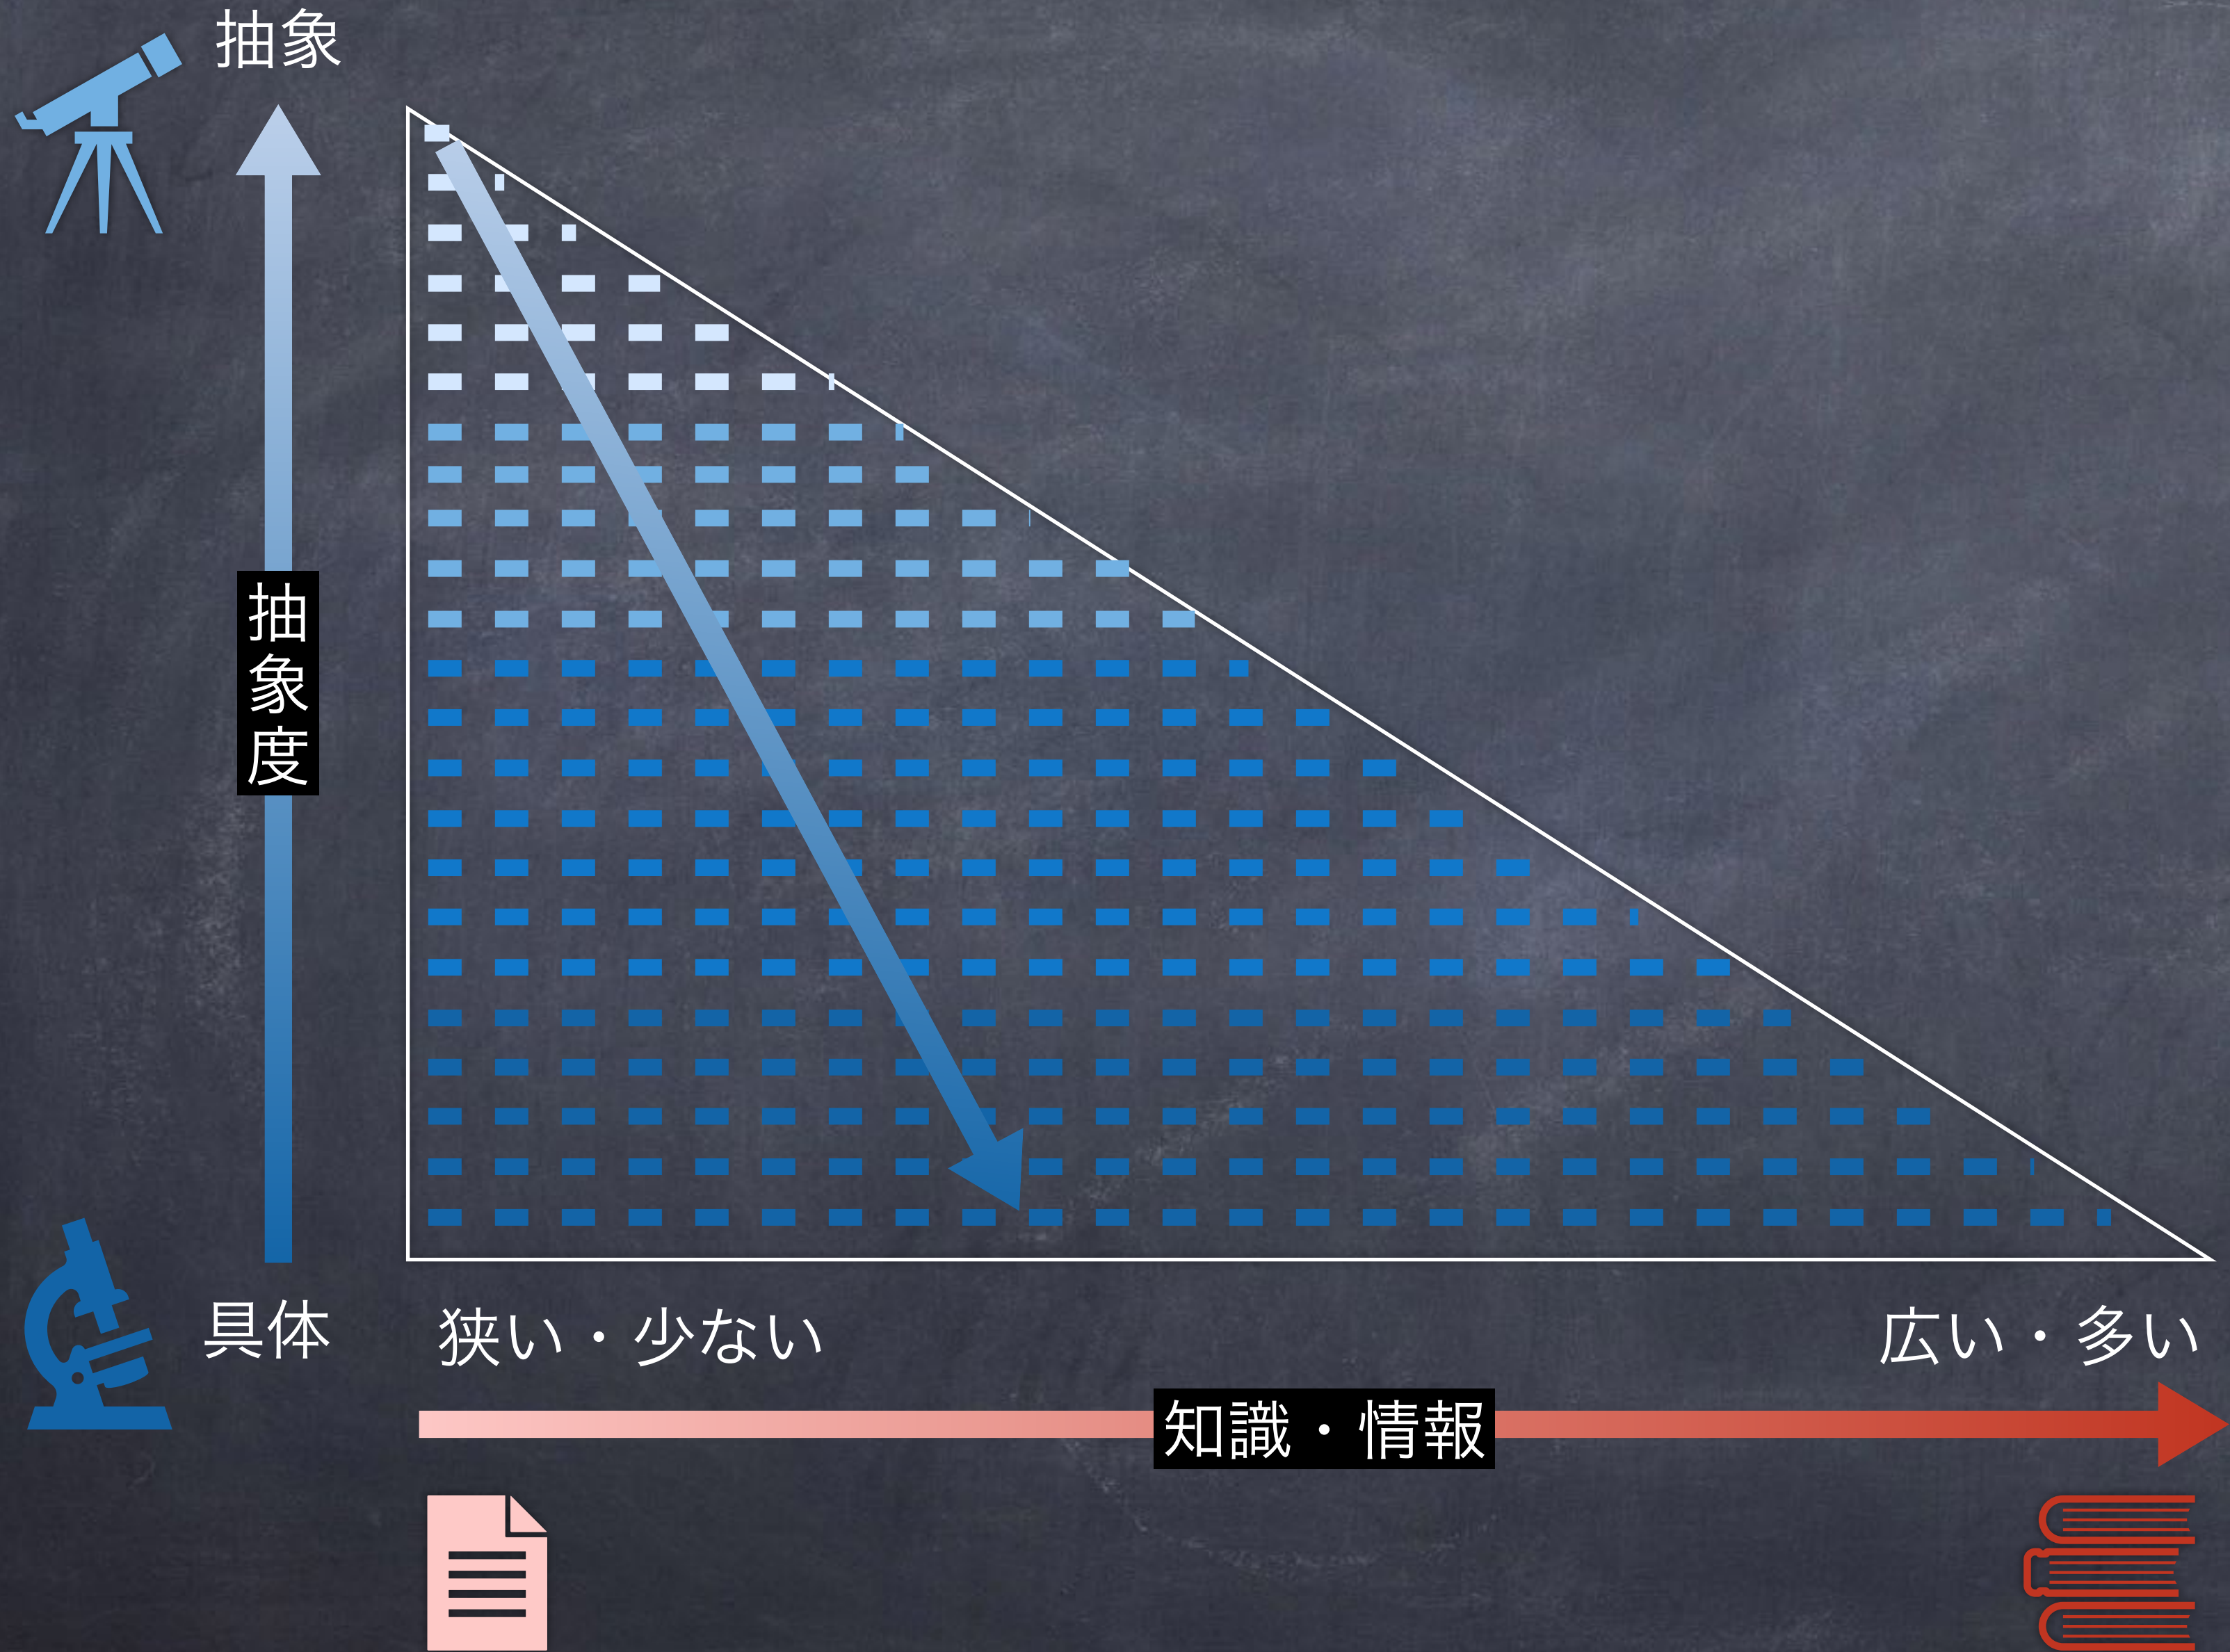 抽象
抽象度
具体
狭い・少ない
広い・多い
知識・情報